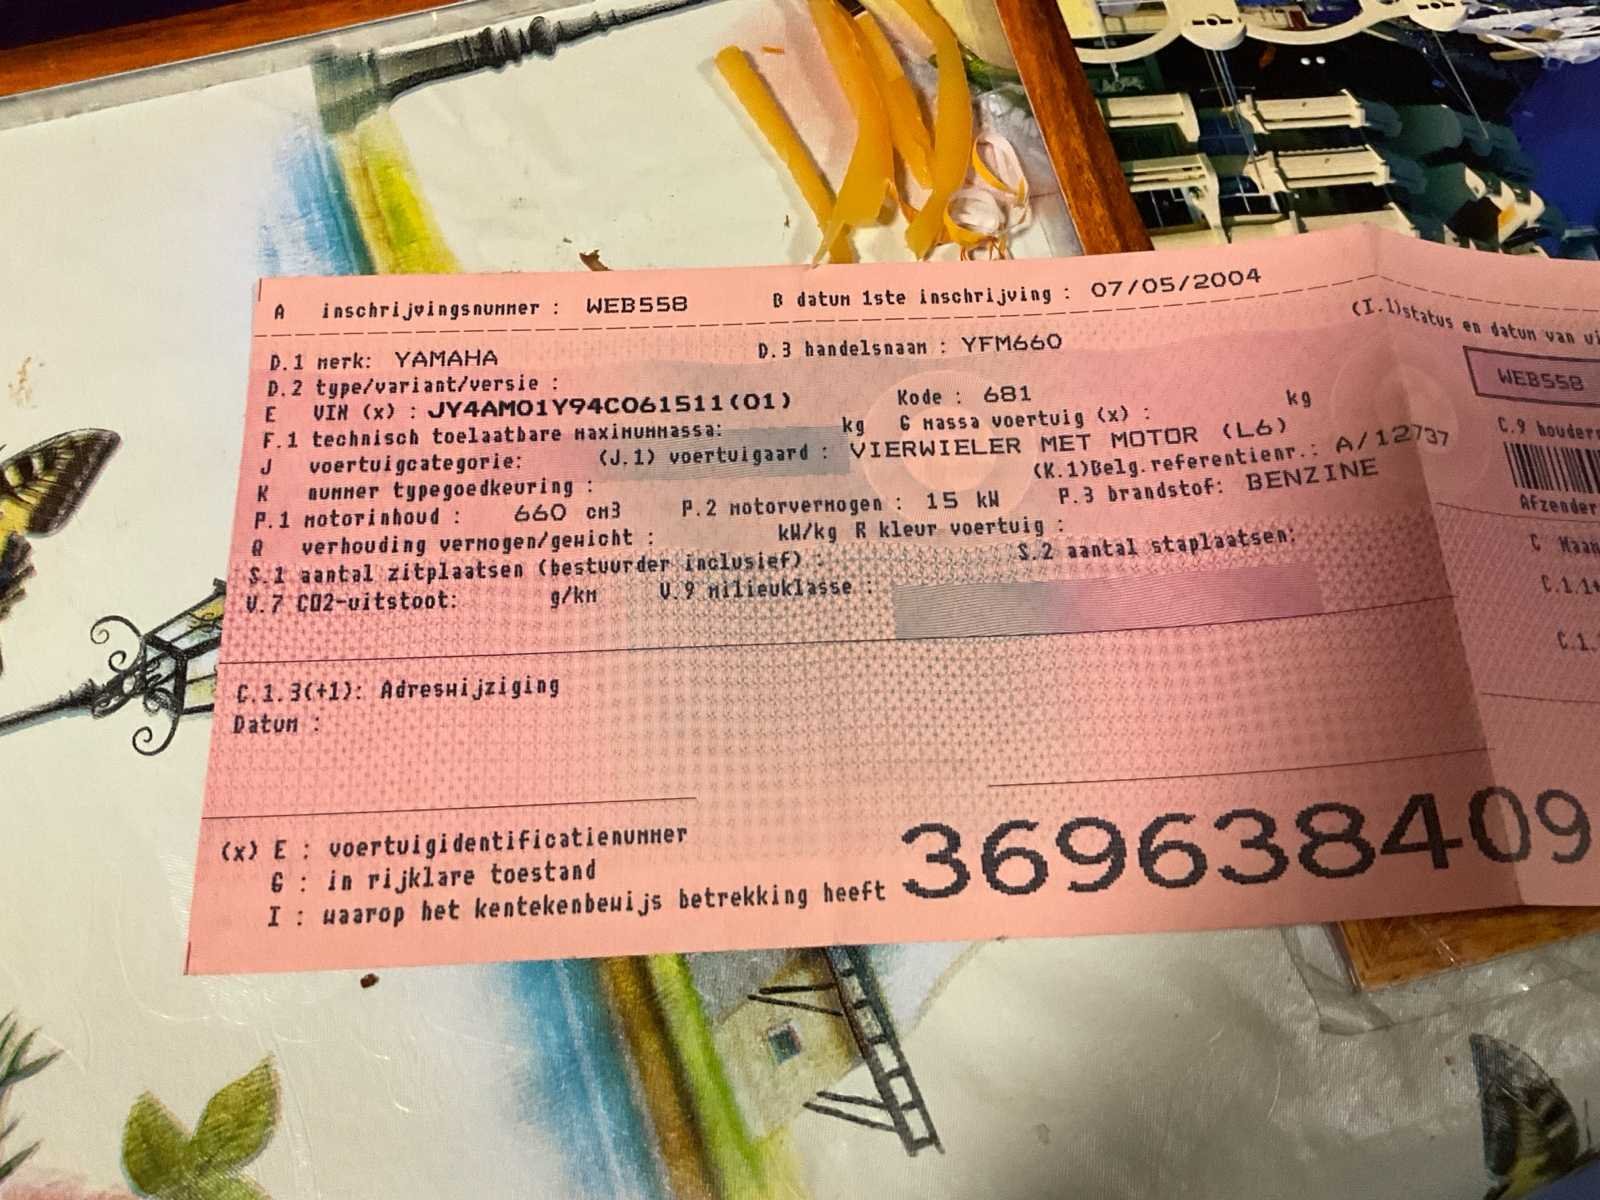 A inschrijvingsnummer : WEB558 B datum 1ste inschrijving : 07/05/2004
D.1 merk: YAMAHA D.3 handelsnaam : YFM660
D.2 type/variant/versie :
E VIN (x) : JY4AM01Y94C061511(01) Kode : 681
F.1 technisch toelaatbare maximummassa: kg G massa voertuig (x) : kg
J voertuigcategorie: (J.1) voertuigaard : VIERWIELER MET MOTOR (L6)
K nummer typegoedkeuring : (K.1)Belg.referentienr.: A/12737
P.1 motorinhoud : 660 cm3 P.2 motorvermogen : 15 kW P.3 brandstof: BENZINE
Q verhouding vermogen/gewicht : kW/kg R kleur voertuig :
S.1 aantal zitplaatsen (bestuurder inclusief) : S.2 aantal staplaatsen:
V.7 CO2-uitstoot: g/km V.9 milieuklasse :
C.1.3(+1): Adreswijziging
Datum :
(x) E : voertuigidentificatienummer
G : in rijklare toestand
I : waarop het kentekenbewijs betrekking heeft
369638409
(I.1)status en datum van
WEB558
C.9
Afzender
C